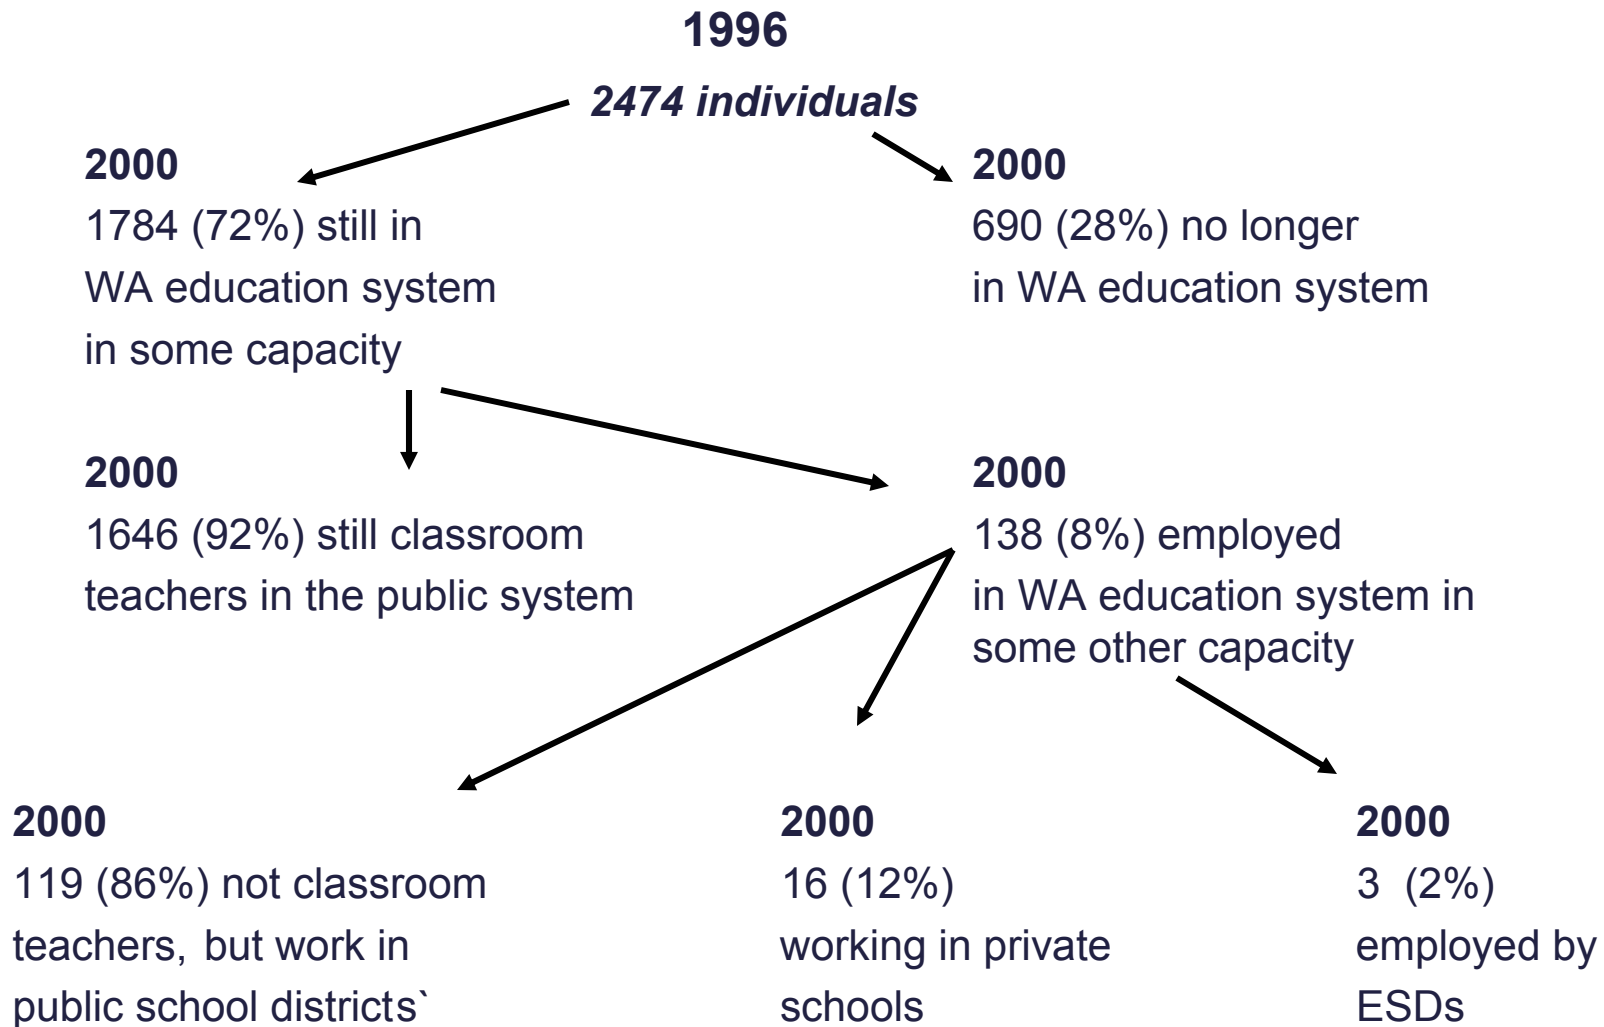 1996
2474 individuals
2000
1784 (72%) still in
WA education system
in some capacity
2000
690 (28%) no longer
in WA education system
2000
1646 (92%) still classroom
teachers in the public system
2000
138 (8%) employed
in WA education system in
some other capacity
2000
119 (86%) not classroom
teachers, but work in
public school districts`
2000
16 (12%)
working in private
schools
2000
3  (2%)
employed by
ESDs